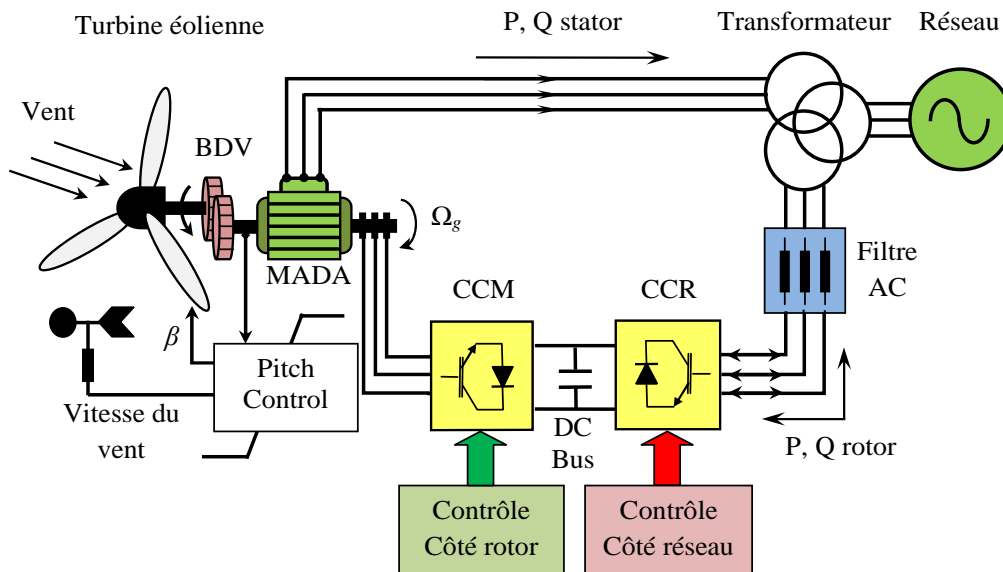 Turbine éolienne
P, Q stator
Transformateur
Réseau
Vent
BDV
Ω_g
MADA
CCM
CCR
Filtre
AC
β
Pitch
Control
Vitesse du
vent
DC
Bus
P, Q rotor
Contrôle
Côté rotor
Contrôle
Côté réseau